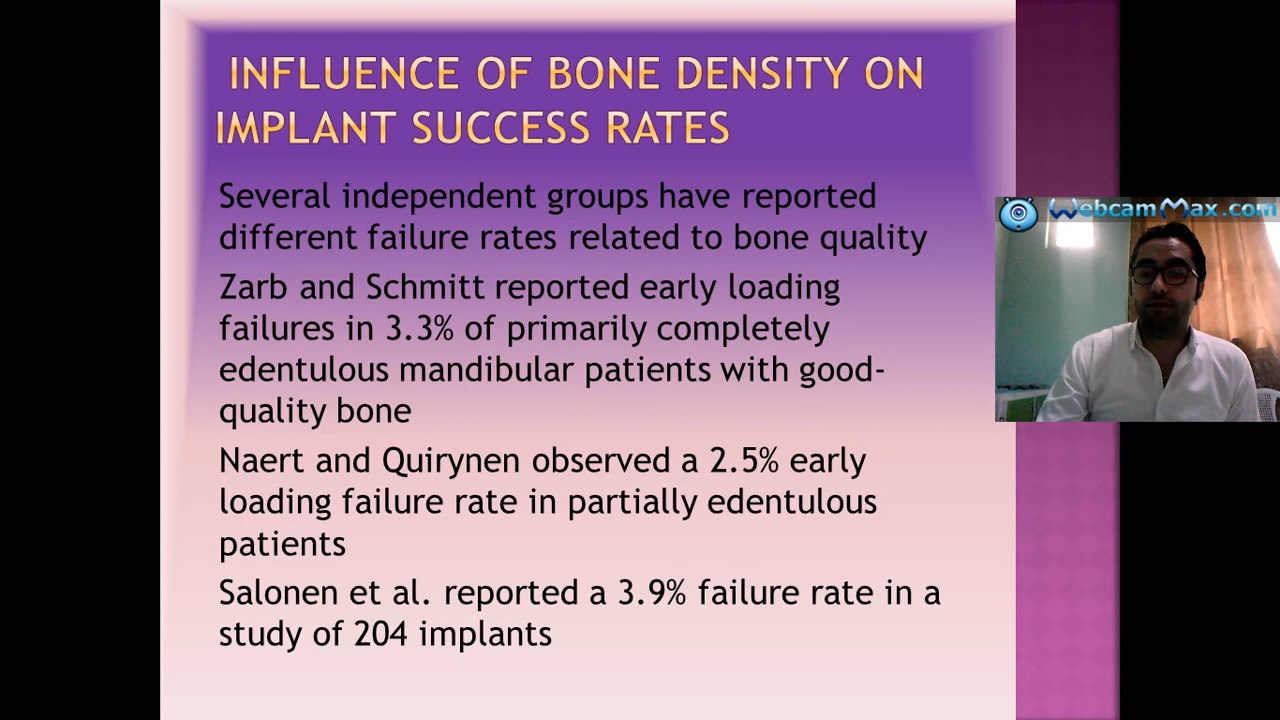 INFLUENCE OF BONE DENSITY ON
IMPLANT SUCCESS RATES
Several independent groups have reported
different failure rates related to bone quality
Zarb and Schmitt reported early loading
failures in 3.3% of primarily completely
edentulous mandibular patients with good-
quality bone
Naert and Quirynen observed a 2.5% early
loading failure rate in partially edentulous
patients
Salonen et al. reported a 3.9% failure rate in a
study of 204 implants
WebcamMax.com